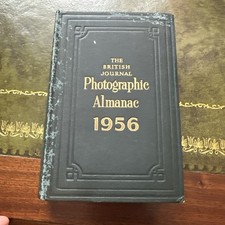 THE
BRITISH
JOURNAL
Photographic
Almanac
1956